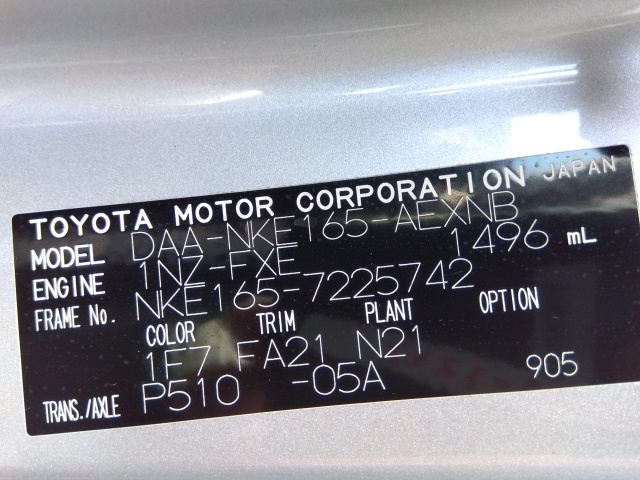 TOYOTA MOTOR CORPORATION JAPAN
MODEL DAA-NKE165-AEXNB
ENGINE 1NZ-FXE 1496 mL
FRAME No. NKE165-7225742
COLOR TRIM PLANT OPTION
1F7 FA21 N21
TRANS./AXLE P510 -05A 905